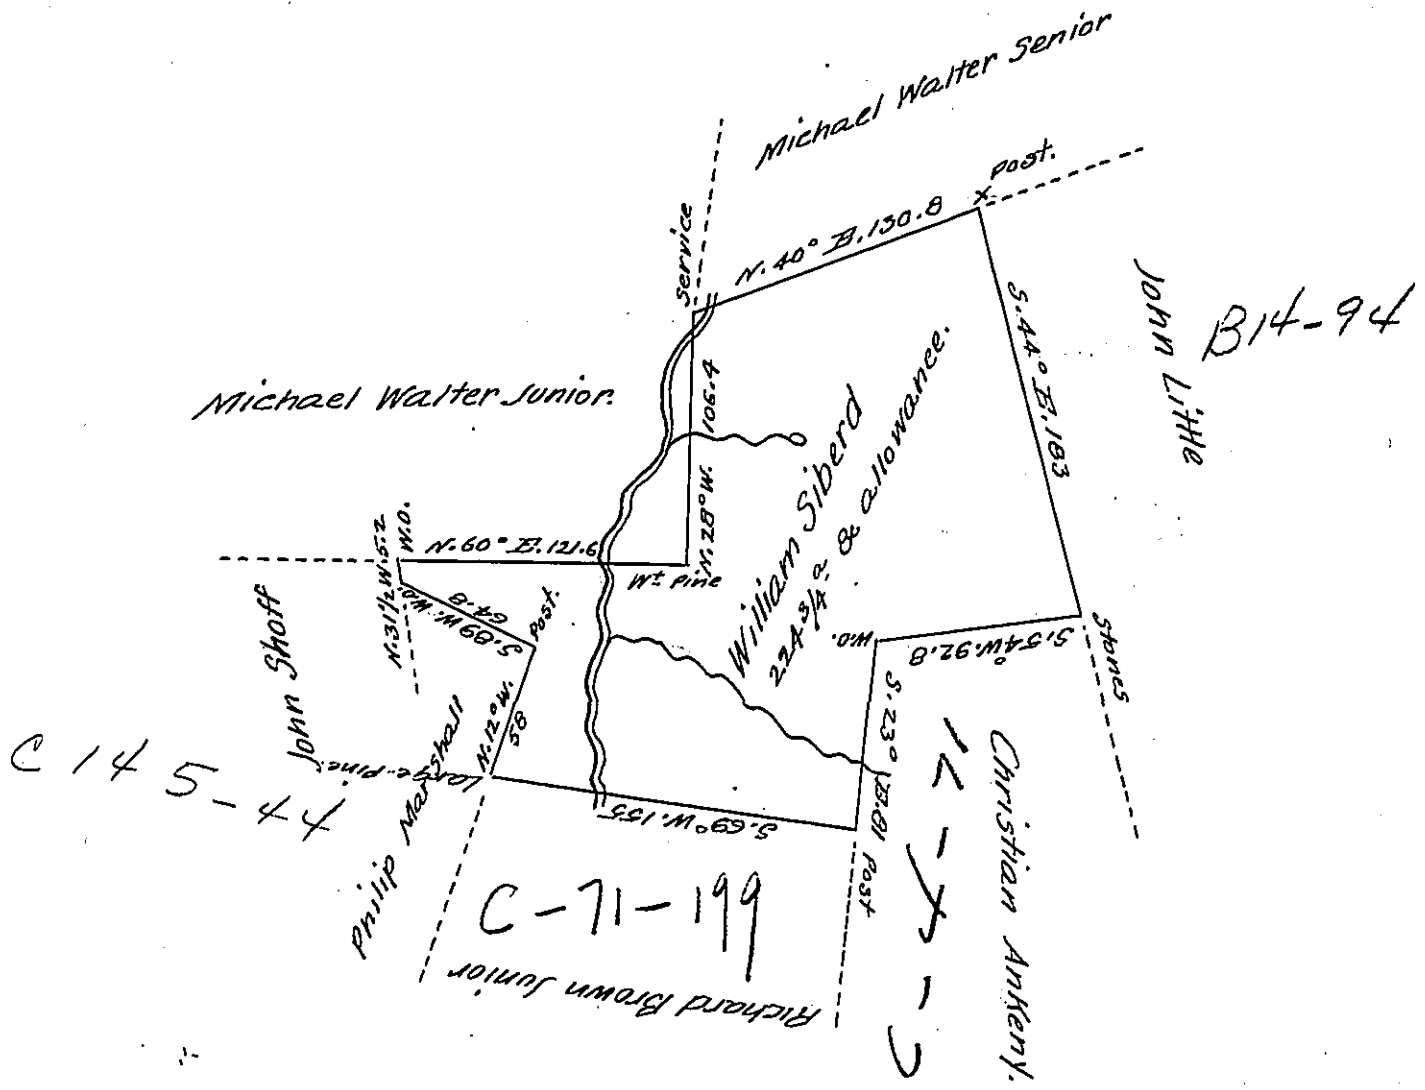 Michael Walter Senior
Post.
X
Service
N. 40° E. 130.8
John Little
B14-94
S. 44° E. 183
Michael Walter Junior.
N. 28° W. 106.4
William Siberd
224 3/4 a & allowance.
N. 31 1/2 W. 5.2
W.O.
N. 60° E. 121.6
Wt Pine
S. 89 W.
64.8
W.O.
Post.
W.O.
S. 54° W. 92.8
Stones
John Shoff
C 14 5-44
Philip Marshall
Large Pine
N. 12° W.
58
S. 23° E. 81
Post
S. 69° W. 155
Christian Ankeny.
C-71-199
Richard Brown Junior